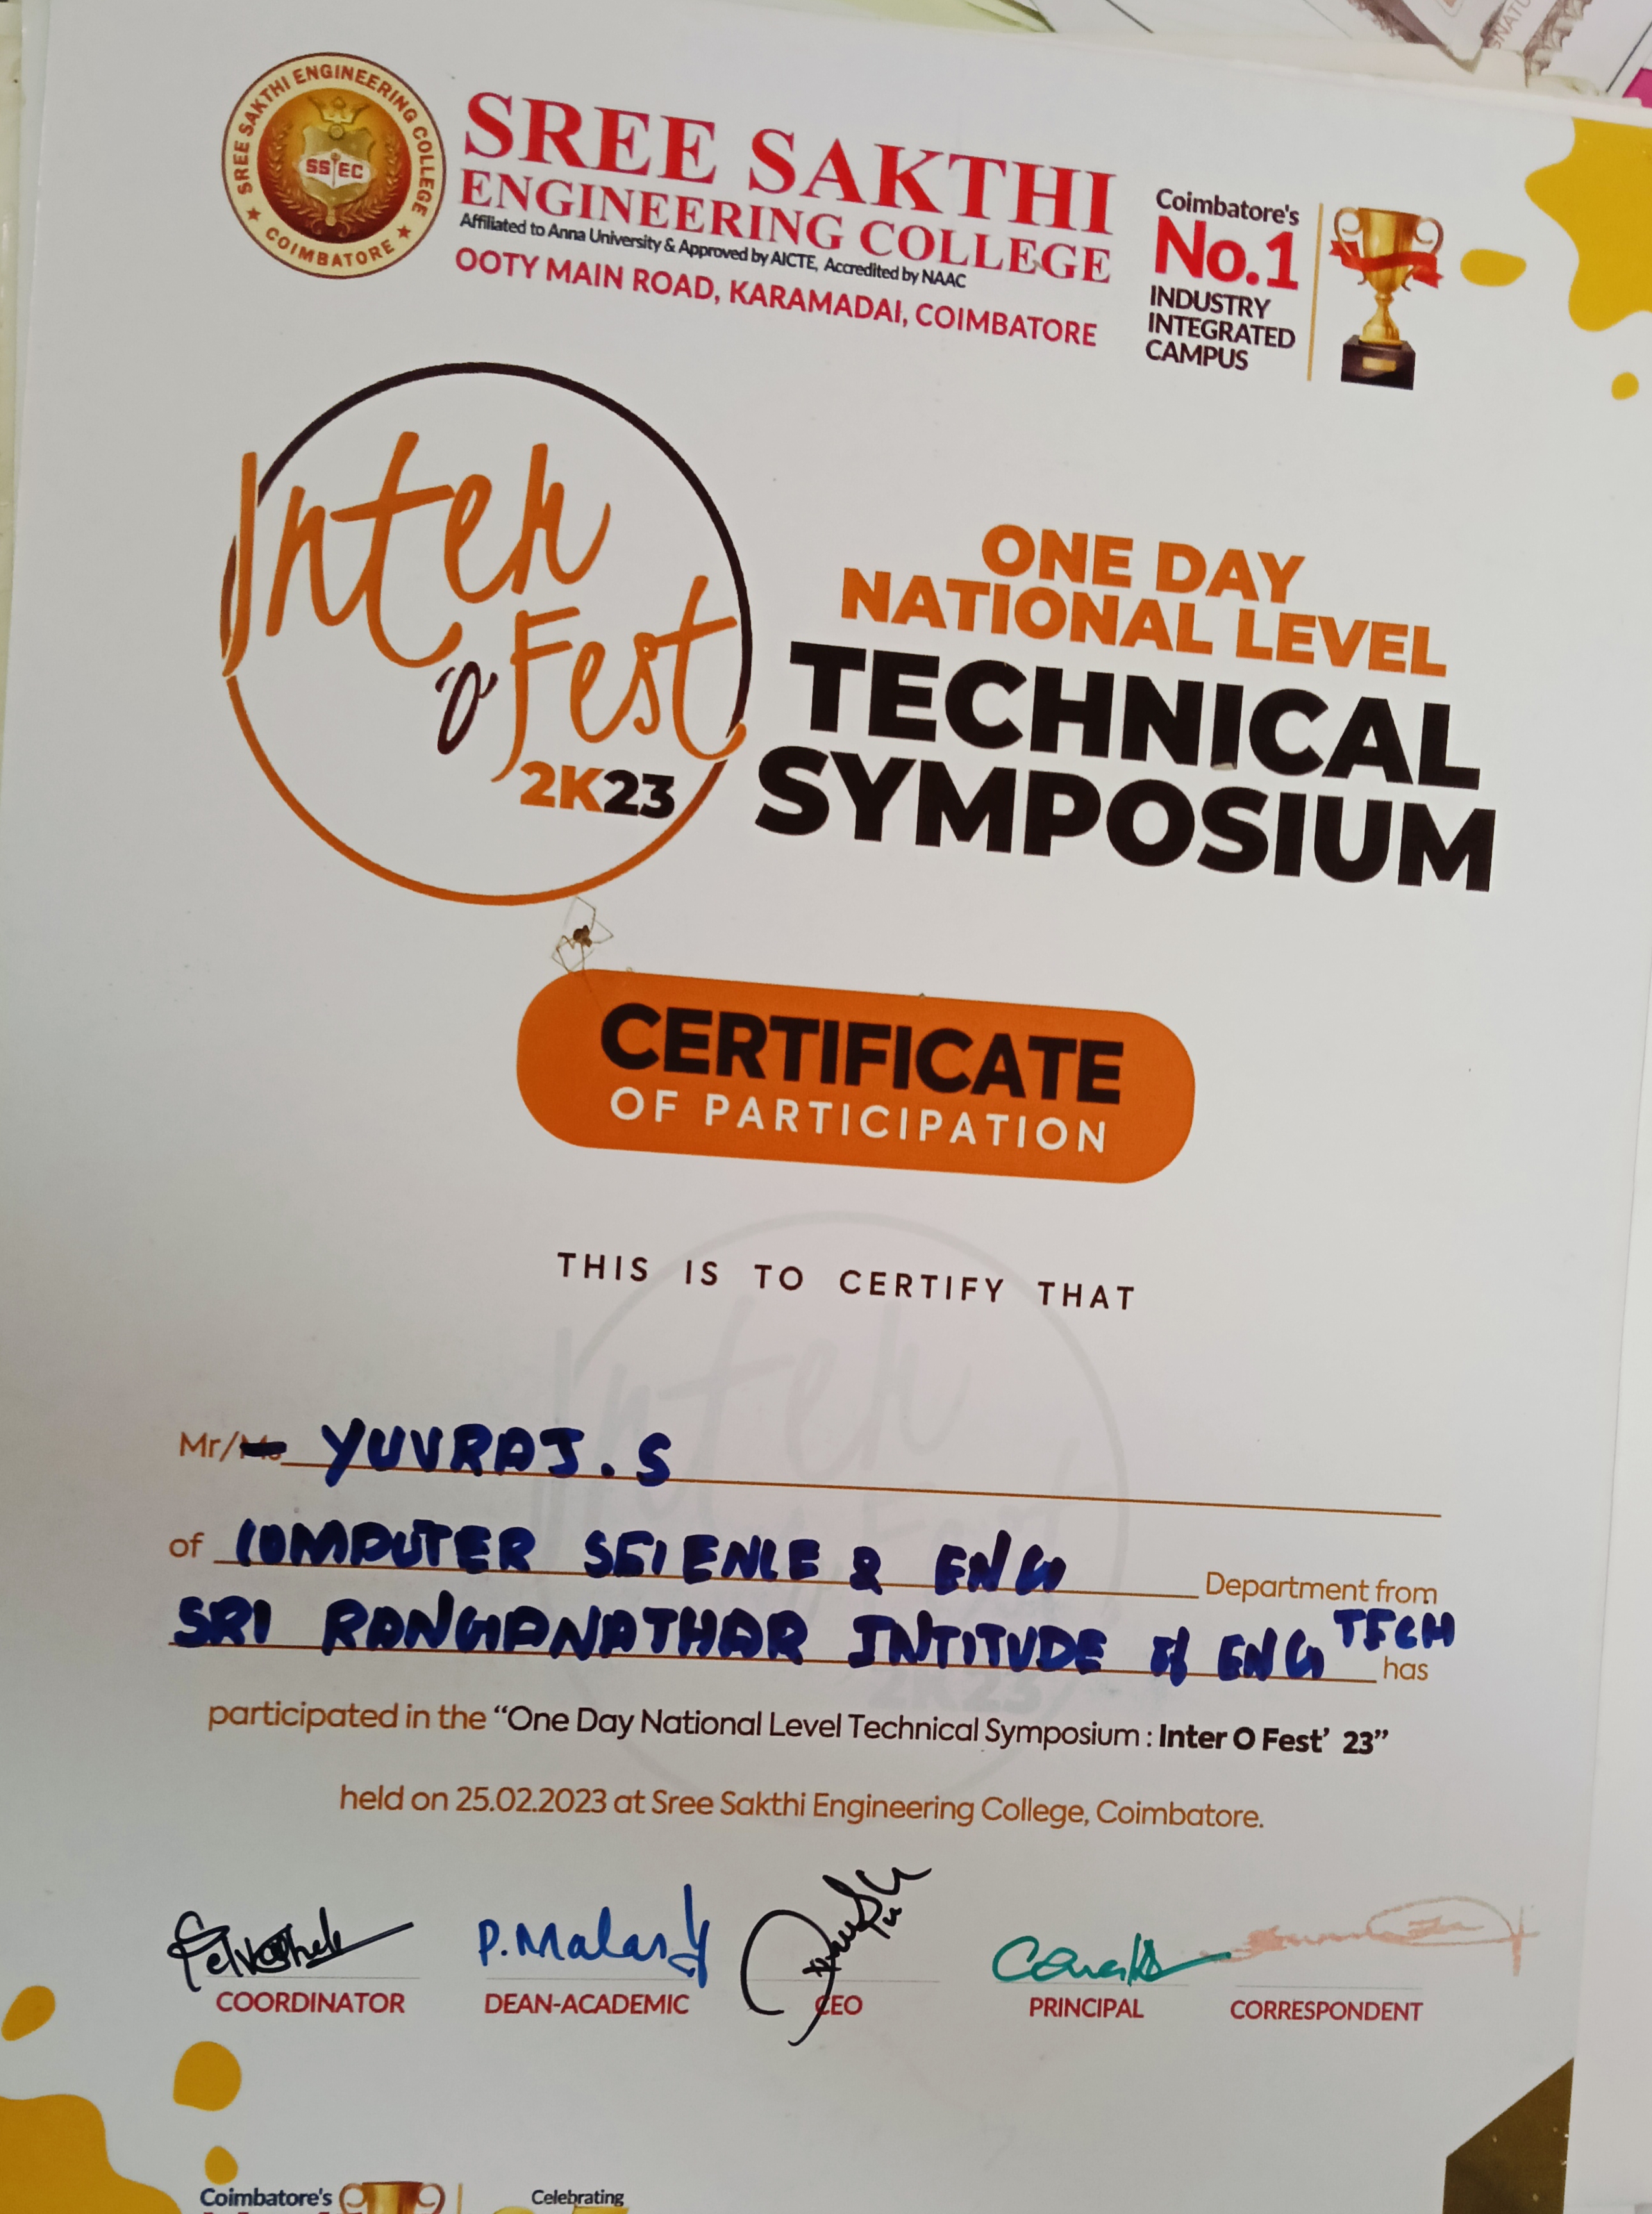 SREE SAKTHI ENGINEERING COLLEGE
★ COIMBATORE ★
SSEC
SREE SAKTHI
ENGINEERING COLLEGE
Affiliated to Anna University & Approved by AICTE, Accredited by NAAC
OOTY MAIN ROAD, KARAMADAI, COIMBATORE
Coimbatore's
No.1
INDUSTRY
INTEGRATED
CAMPUS
Inter
'O' Fest
2K23
ONE DAY
NATIONAL LEVEL
TECHNICAL
SYMPOSIUM
CERTIFICATE
OF PARTICIPATION
THIS IS TO CERTIFY THAT
Mr/Ms YUVRAJ.S
of COMPUTER SCIENCE & ENG Department from
SRI RANGANATHAR INTITUDE of ENG TECH has
participated in the “One Day National Level Technical Symposium : Inter O Fest’ 23”
held on 25.02.2023 at Sree Sakthi Engineering College, Coimbatore.
P. Malar
COORDINATOR DEAN-ACADEMIC CEO PRINCIPAL CORRESPONDENT
Coimbatore's Celebrating